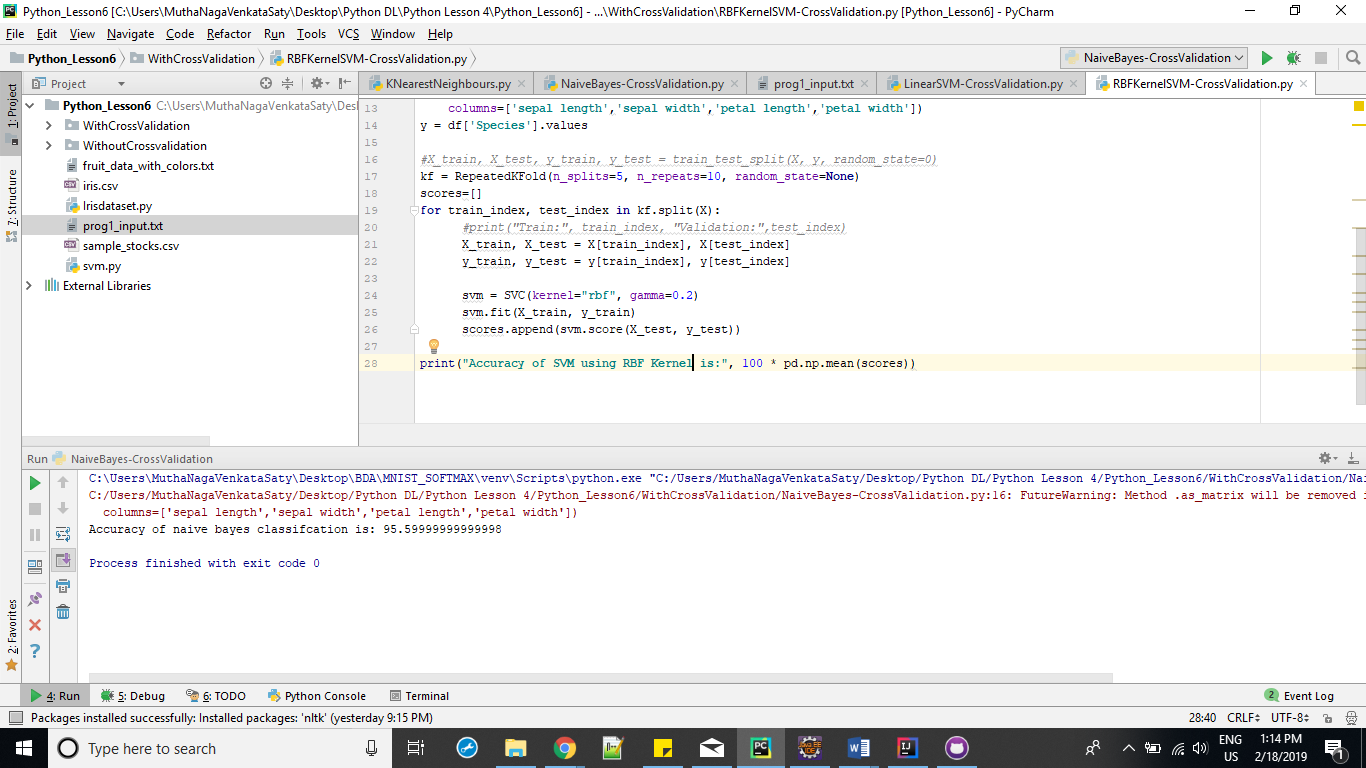 Python_Lesson6 [C:\Users\MuthaNagaVenkataSaty\Desktop\Python DL\Python Lesson 4\Python_Lesson6] - ...\WithCrossValidation\RBFKernelSVM-CrossValidation.py [Python_Lesson6] - PyCharm
File Edit View Navigate Code Refactor Run Tools VCS Window Help
Python_Lesson6 WithCrossValidation RBFKernelSVM-CrossValidation.py NaiveBayes-CrossValidation
Project KNearestNeighbours.py NaiveBayes-CrossValidation.py prog1_input.txt LinearSVM-CrossValidation.py RBFKernelSVM-CrossValidation.py
1: Project
7: Structure
2: Favorites
Python_Lesson6 C:\Users\MuthaNagaVenkataSaty\Des
WithCrossValidation
WithoutCrossvalidation
fruit_data_with_colors.txt
iris.csv
Irisdataset.py
prog1_input.txt
sample_stocks.csv
svm.py
External Libraries
13 columns=['sepal length','sepal width','petal length','petal width'])
14 y = df['Species'].values
15
16 #X_train, X_test, y_train, y_test = train_test_split(X, y, random_state=0)
17 kf = RepeatedKFold(n_splits=5, n_repeats=10, random_state=None)
18 scores=[]
19 for train_index, test_index in kf.split(X):
20 #print("Train:", train_index, "Validation:",test_index)
21 X_train, X_test = X[train_index], X[test_index]
22 y_train, y_test = y[train_index], y[test_index]
23
24 svm = SVC(kernel="rbf", gamma=0.2)
25 svm.fit(X_train, y_train)
26 scores.append(svm.score(X_test, y_test))
27
28 print("Accuracy of SVM using RBF Kernel is:", 100 * pd.np.mean(scores))
Run NaiveBayes-CrossValidation
C:\Users\MuthaNagaVenkataSaty\Desktop\BDA\MNIST_SOFTMAX\venv\Scripts\python.exe "C:/Users/MuthaNagaVenkataSaty/Desktop/Python DL/Python Lesson 4/Python_Lesson6/WithCrossValidation/Nai
C:/Users/MuthaNagaVenkataSaty/Desktop/Python DL/Python Lesson 4/Python_Lesson6/WithCrossValidation/NaiveBayes-CrossValidation.py:16: FutureWarning: Method .as_matrix will be removed i
columns=['sepal length','sepal width','petal length','petal width'])
Accuracy of naive bayes classifcation is: 95.59999999999998
Process finished with exit code 0
4: Run 5: Debug 6: TODO Python Console Terminal 2 Event Log
Packages installed successfully: Installed packages: 'nltk' (yesterday 9:15 PM) 28:40 CRLF UTF-8
Type here to search PC IJ ENG US 1:14 PM 2/18/2019 1